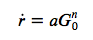 ṙ = aG₀ⁿ